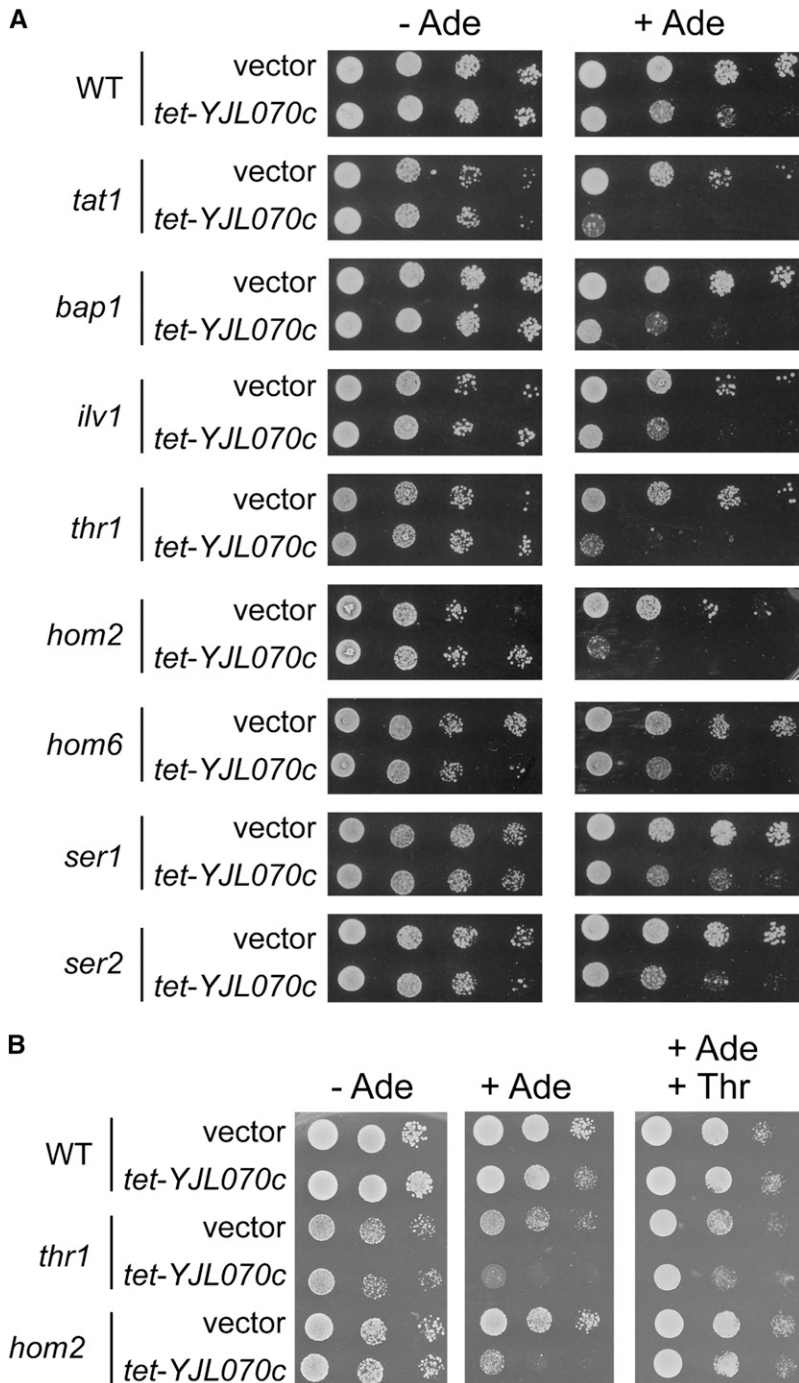 A
- Ade + Ade
WT
vector
tet-YJL070c
tat1
vector
tet-YJL070c
bap1
vector
tet-YJL070c
ilv1
vector
tet-YJL070c
thr1
vector
tet-YJL070c
hom2
vector
tet-YJL070c
hom6
vector
tet-YJL070c
ser1
vector
tet-YJL070c
ser2
vector
tet-YJL070c
B
- Ade + Ade + Ade
+ Thr
WT
vector
tet-YJL070c
thr1
vector
tet-YJL070c
hom2
vector
tet-YJL070c